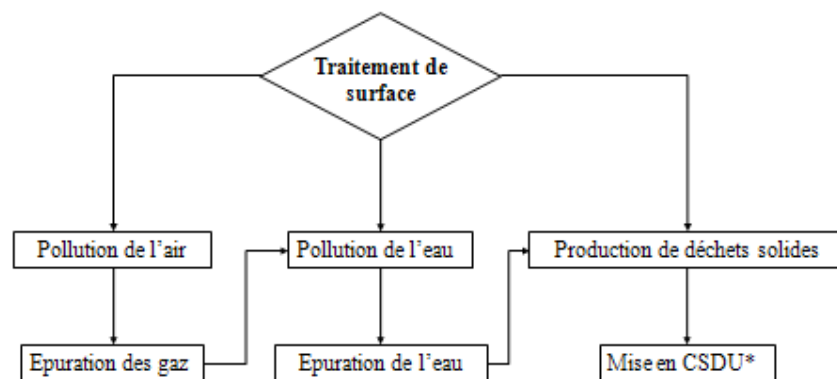 Traitement de
surface
Pollution de l'air
Pollution de l'eau
Production de déchets solides
Epuration des gaz
Epuration de l'eau
Mise en CSDU*